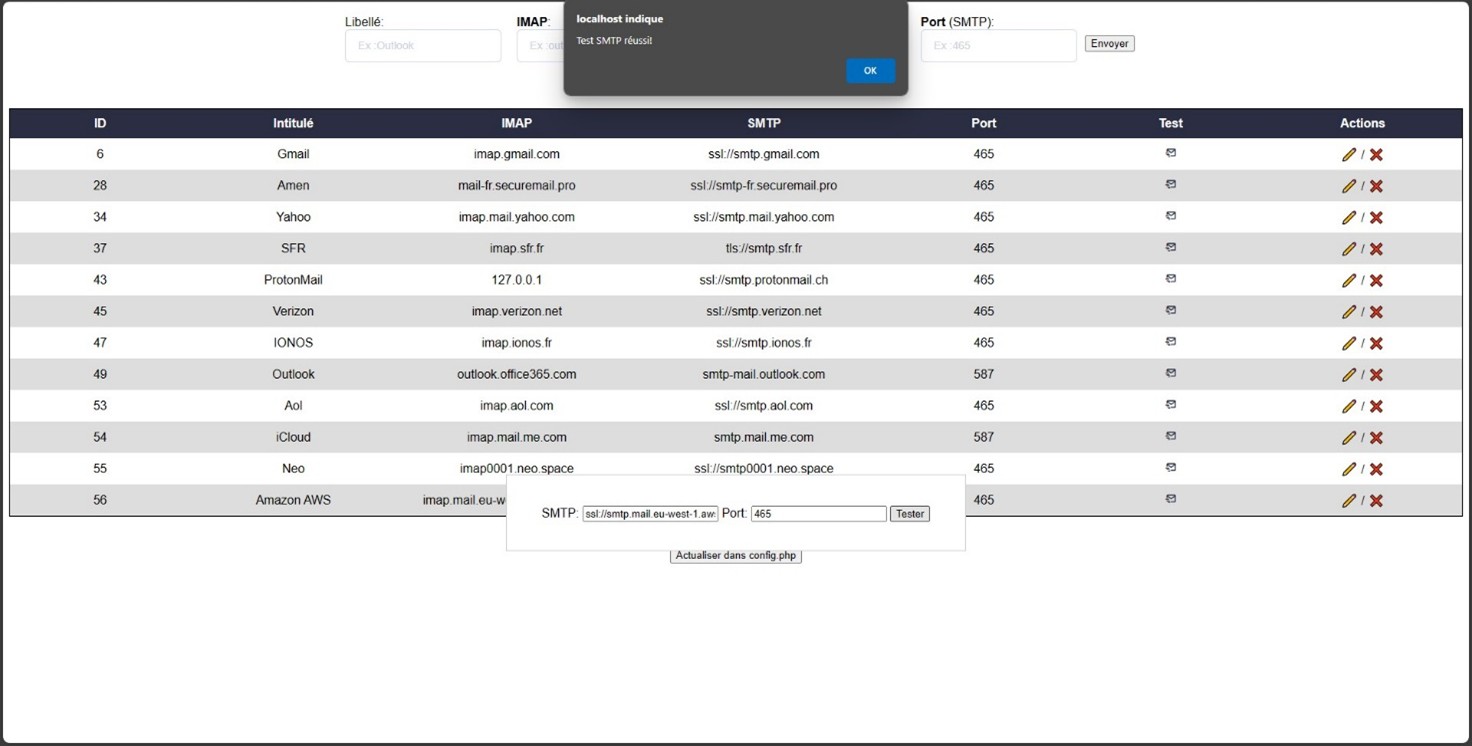 localhost indique
Test SMTP réussi!
OK
Libellé: IMAP: Port (SMTP):
Ex :Outlook Ex :out Ex :465 Envoyer
ID Intitulé IMAP SMTP Port Test Actions
6 Gmail imap.gmail.com ssl://smtp.gmail.com 465 /
28 Amen mail-fr.securemail.pro ssl://smtp-fr.securemail.pro 465 /
34 Yahoo imap.mail.yahoo.com ssl://smtp.mail.yahoo.com 465 /
37 SFR imap.sfr.fr tls://smtp.sfr.fr 465 /
43 ProtonMail 127.0.0.1 ssl://smtp.protonmail.ch 465 /
45 Verizon imap.verizon.net ssl://smtp.verizon.net 465 /
47 IONOS imap.ionos.fr ssl://smtp.ionos.fr 465 /
49 Outlook outlook.office365.com smtp-mail.outlook.com 587 /
53 Aol imap.aol.com ssl://smtp.aol.com 465 /
54 iCloud imap.mail.me.com smtp.mail.me.com 587 /
55 Neo imap0001.neo.space ssl://smtp0001.neo.space 465 /
56 Amazon AWS imap.mail.eu-w 465 /
SMTP: ssl://smtp.mail.eu-west-1.aw Port: 465 Tester
Actualiser dans config.php